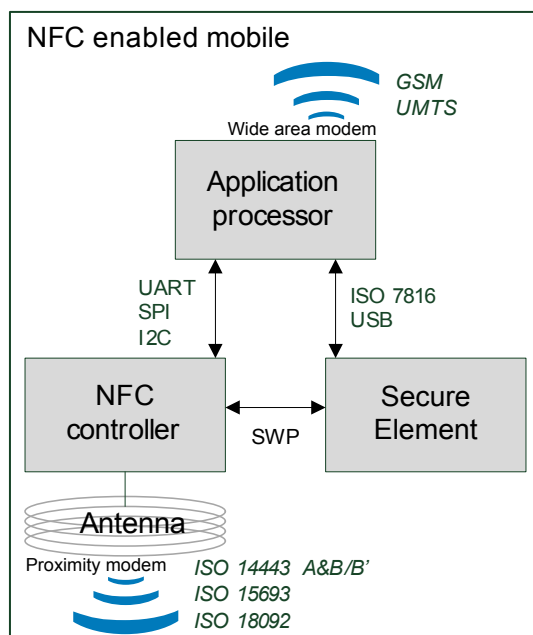 NFC enabled mobile
GSM
UMTS
Wide area modem
Application
processor
UART
SPI
I2C
ISO 7816
USB
NFC
controller
SWP
Secure
Element
Antenna
Proximity modem
ISO 14443 A&B/B’
ISO 15693
ISO 18092